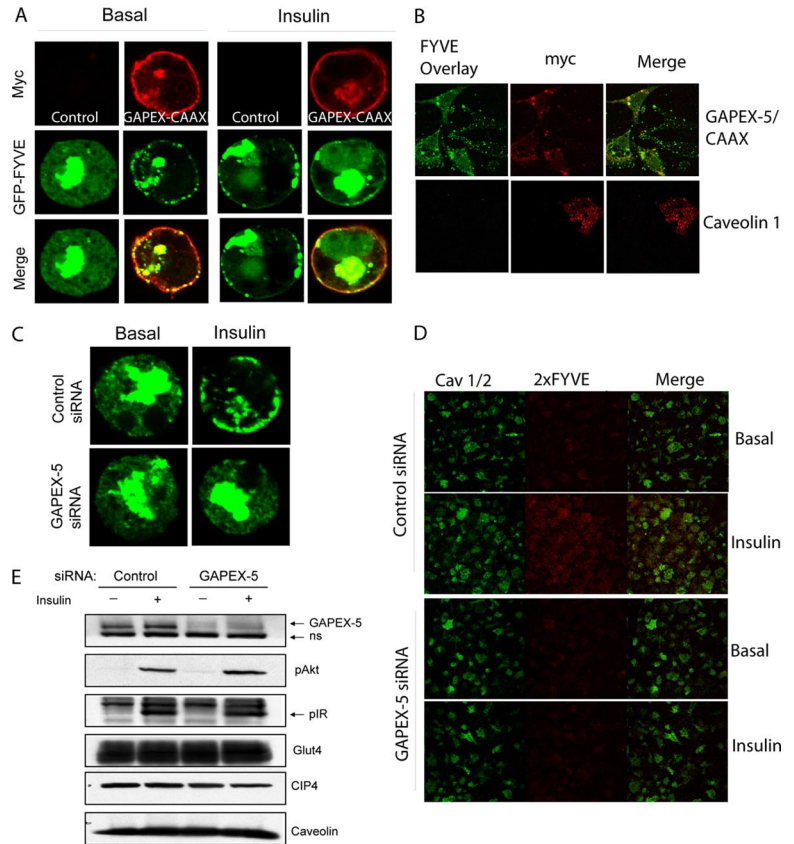 A
Basal
Insulin
Myc
Control
GAPEX-CAAX
Control
GAPEX-CAAX
GFP-FYVE
Merge
B
FYVE
Overlay
myc
Merge
GAPEX-5/
CAAX
Caveolin 1
C
Basal
Insulin
Control
siRNA
GAPEX-5
siRNA
D
Cav 1/2
2xFYVE
Merge
Control siRNA
Basal
Insulin
GAPEX-5 siRNA
Basal
Insulin
E
siRNA:
Control
GAPEX-5
Insulin
– + – +
GAPEX-5
ns
pAkt
pIR
Glut4
CIP4
Caveolin